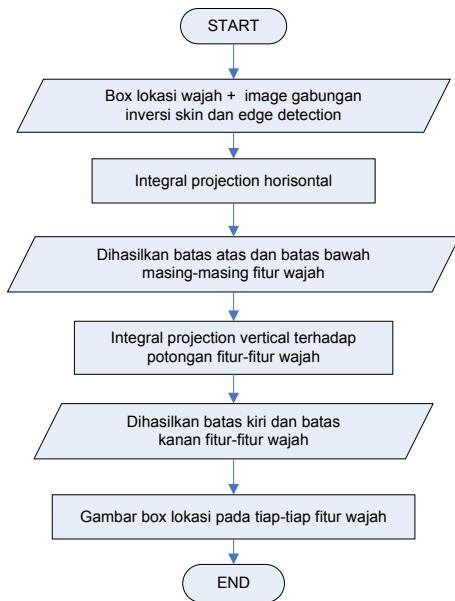 START
Box lokasi wajah + image gabungan
inversi skin dan edge detection
Integral projection horisontal
Dihasilkan batas atas dan batas bawah
masing-masing fitur wajah
Integral projection vertical terhadap
potongan fitur-fitur wajah
Dihasilkan batas kiri dan batas
kanan fitur-fitur wajah
Gambar box lokasi pada tiap-tiap fitur wajah
END